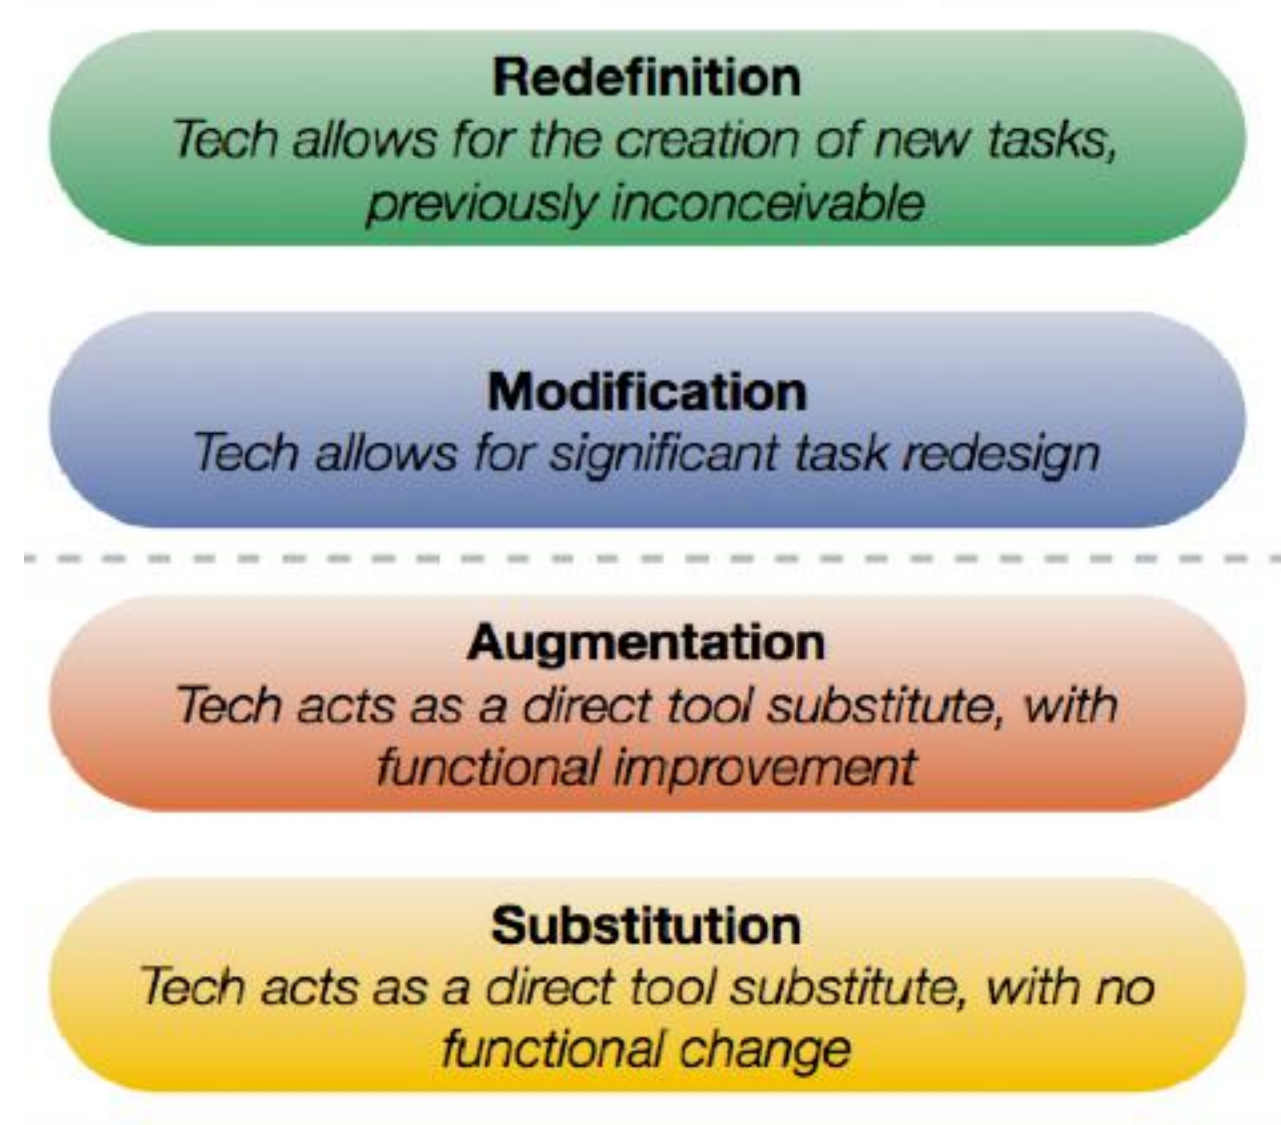 Redefinition
Tech allows for the creation of new tasks,
previously inconceivable
Modification
Tech allows for significant task redesign
Augmentation
Tech acts as a direct tool substitute, with
functional improvement
Substitution
Tech acts as a direct tool substitute, with no
functional change